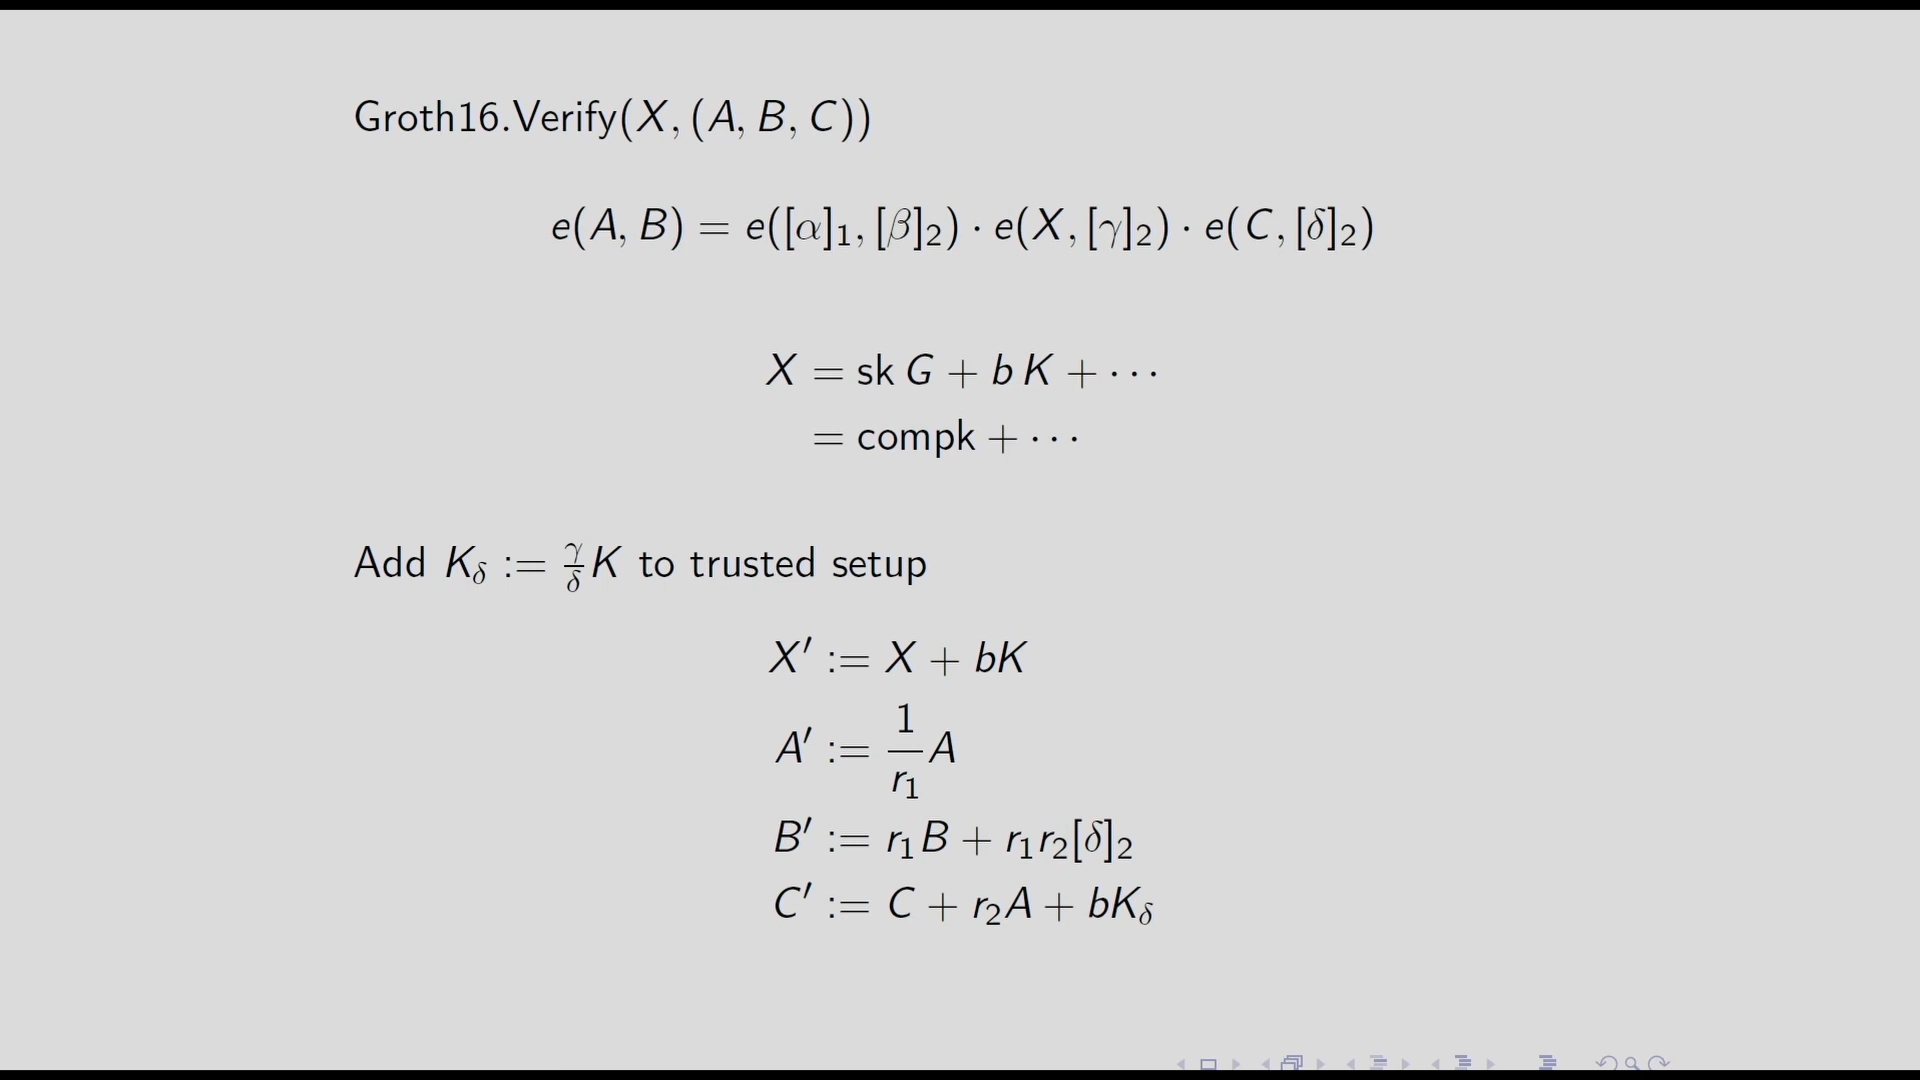 Groth16.Verify(X, (A, B, C))
e(A, B) = e([α]₁, [β]₂) · e(X, [γ]₂) · e(C, [δ]₂)
X = sk G + b K + ⋯
= compk + ⋯
Add K_δ := γ/δ K to trusted setup
X′ := X + bK
A′ := 1/r₁ A
B′ := r₁B + r₁r₂[δ]₂
C′ := C + r₂A + bK_δ